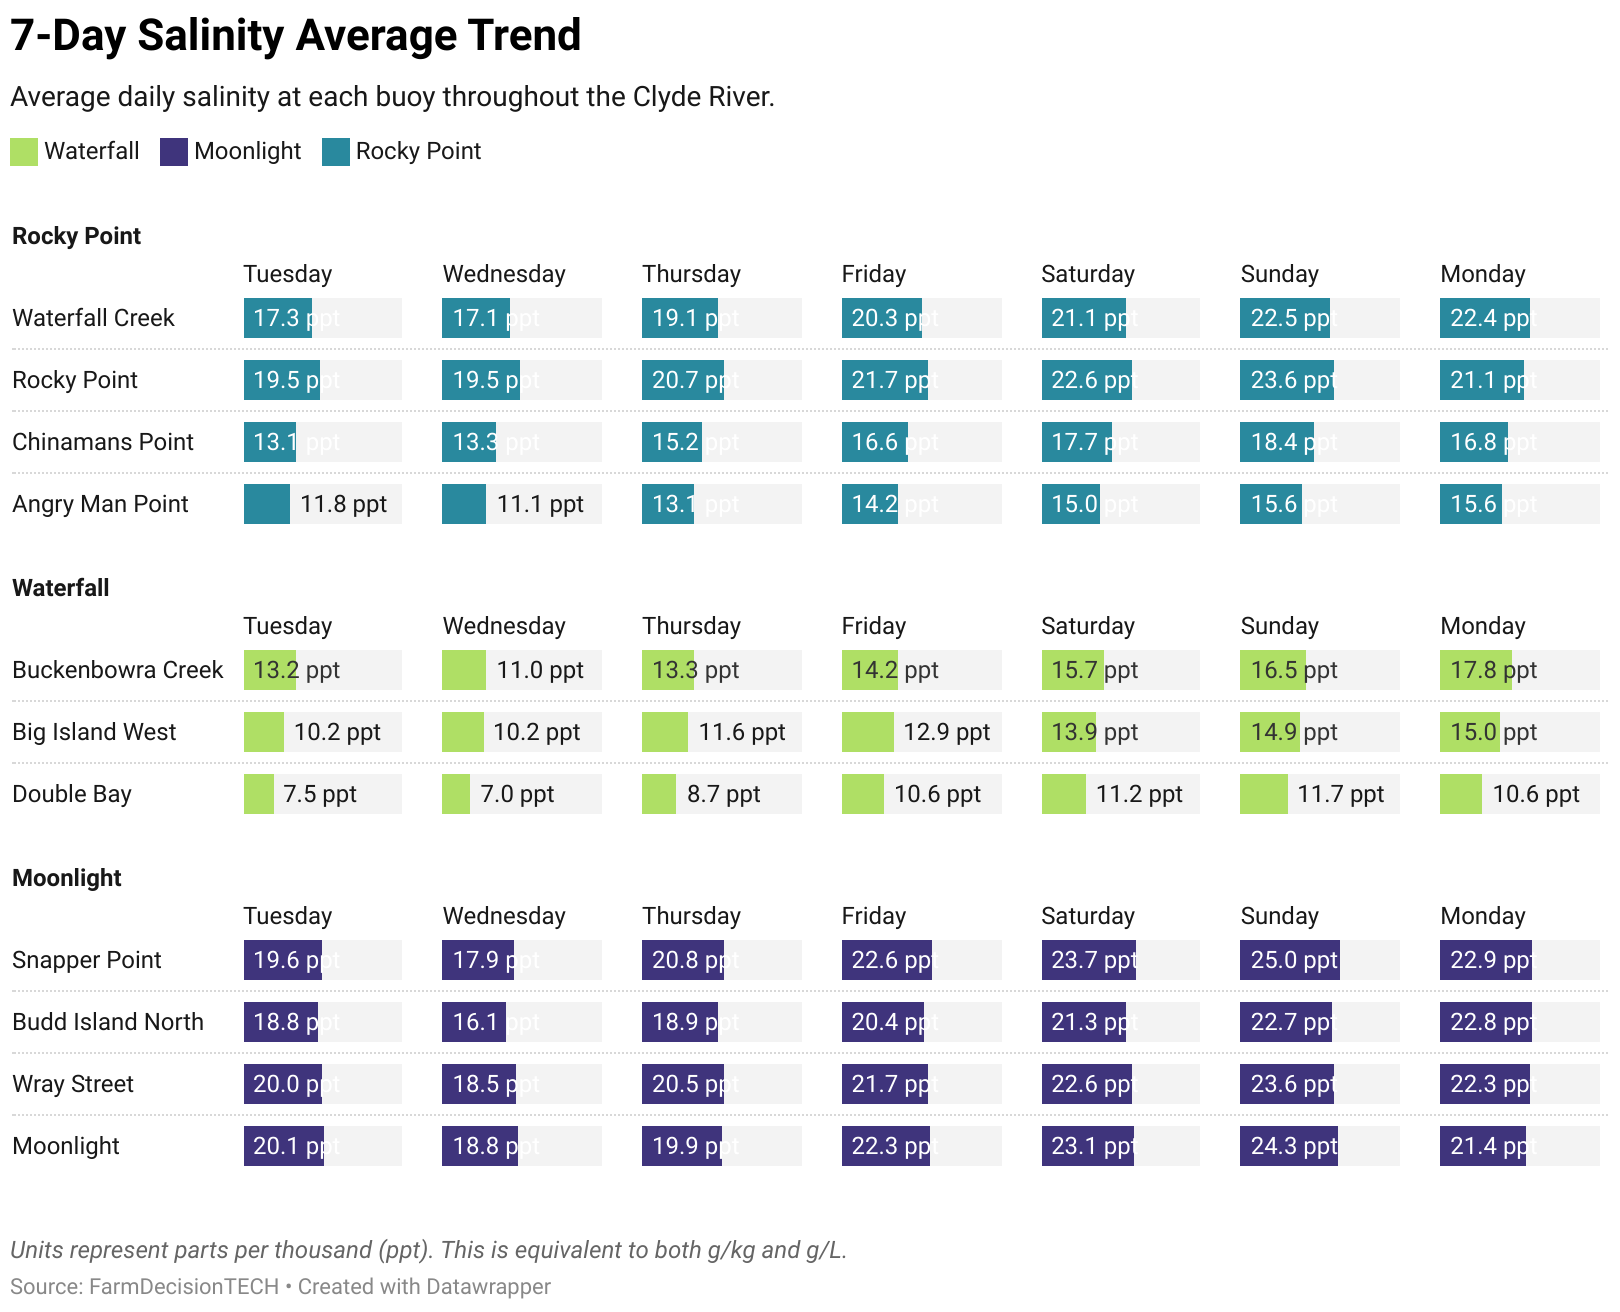 7-Day Salinity Average Trend
Average daily salinity at each buoy throughout the Clyde River.
Waterfall Moonlight Rocky Point
Rocky Point
Tuesday Wednesday Thursday Friday Saturday Sunday Monday
Waterfall Creek 17.3 ppt 17.1 ppt 19.1 ppt 20.3 ppt 21.1 ppt 22.5 ppt 22.4 ppt
Rocky Point 19.5 ppt 19.5 ppt 20.7 ppt 21.7 ppt 22.6 ppt 23.6 ppt 21.1 ppt
Chinamans Point 13.1 ppt 13.3 ppt 15.2 ppt 16.6 ppt 17.7 ppt 18.4 ppt 16.8 ppt
Angry Man Point 11.8 ppt 11.1 ppt 13.1 ppt 14.2 ppt 15.0 ppt 15.6 ppt 15.6 ppt
Waterfall
Tuesday Wednesday Thursday Friday Saturday Sunday Monday
Buckenbowra Creek 13.2 ppt 11.0 ppt 13.3 ppt 14.2 ppt 15.7 ppt 16.5 ppt 17.8 ppt
Big Island West 10.2 ppt 10.2 ppt 11.6 ppt 12.9 ppt 13.9 ppt 14.9 ppt 15.0 ppt
Double Bay 7.5 ppt 7.0 ppt 8.7 ppt 10.6 ppt 11.2 ppt 11.7 ppt 10.6 ppt
Moonlight
Tuesday Wednesday Thursday Friday Saturday Sunday Monday
Snapper Point 19.6 ppt 17.9 ppt 20.8 ppt 22.6 ppt 23.7 ppt 25.0 ppt 22.9 ppt
Budd Island North 18.8 ppt 16.1 ppt 18.9 ppt 20.4 ppt 21.3 ppt 22.7 ppt 22.8 ppt
Wray Street 20.0 ppt 18.5 ppt 20.5 ppt 21.7 ppt 22.6 ppt 23.6 ppt 22.3 ppt
Moonlight 20.1 ppt 18.8 ppt 19.9 ppt 22.3 ppt 23.1 ppt 24.3 ppt 21.4 ppt
Units represent parts per thousand (ppt). This is equivalent to both g/kg and g/L.
Source: FarmDecisionTECH • Created with Datawrapper